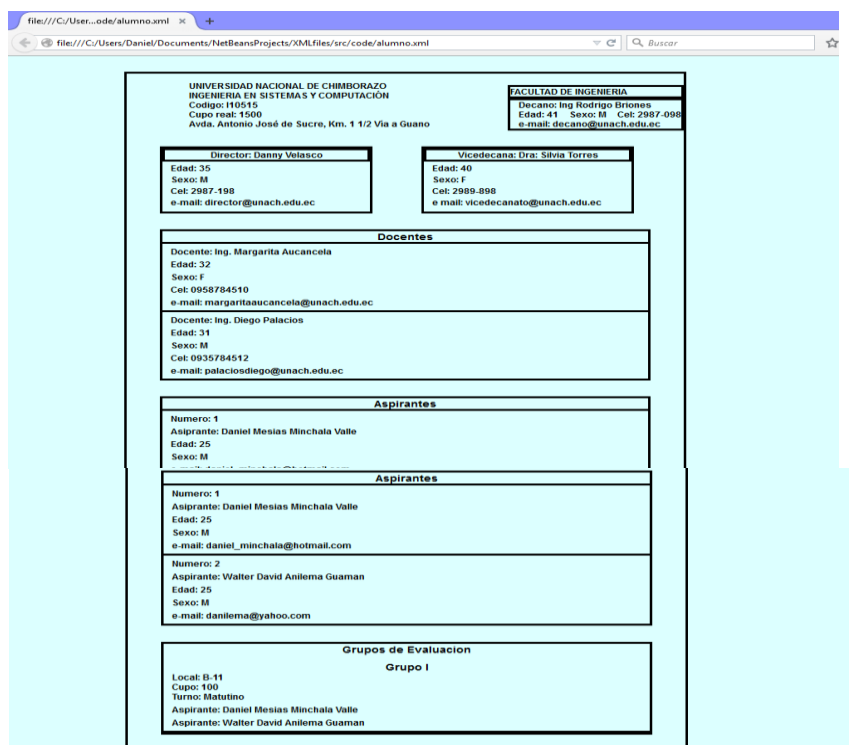 file:///C:/User...ode/alumno.xml × +
file:///C:/Users/Daniel/Documents/NetBeansProjects/XMLfiles/src/code/alumno.xml
Buscar
UNIVERSIDAD NACIONAL DE CHIMBORAZO
INGENIERIA EN SISTEMAS Y COMPUTACIÓN
Codigo: I10515
Cupo real: 1500
Avda. Antonio José de Sucre, Km. 1 1/2 Via a Guano
FACULTAD DE INGENIERIA
Decano: Ing Rodrigo Briones
Edad: 41 Sexo: M Cel: 2987-098
e-mail: decano@unach.edu.ec
Director: Danny Velasco
Edad: 35
Sexo: M
Cel: 2987-198
e-mail: director@unach.edu.ec
Vicedecana: Dra: Silvia Torres
Edad: 40
Sexo: F
Cel: 2989-898
e mail: vicedecanato@unach.edu.ec
Docentes
Docente: Ing. Margarita Aucancela
Edad: 32
Sexo: F
Cel: 0958784510
e-mail: margaritaaucancela@unach.edu.ec
Docente: Ing. Diego Palacios
Edad: 31
Sexo: M
Cel: 0935784512
e-mail: palaciosdiego@unach.edu.ec
Aspirantes
Numero: 1
Asiprante: Daniel Mesias Minchala Valle
Edad: 25
Sexo: M
Aspirantes
Numero: 1
Asiprante: Daniel Mesias Minchala Valle
Edad: 25
Sexo: M
e-mail: daniel_minchala@hotmail.com
Numero: 2
Aspirante: Walter David Anilema Guaman
Edad: 25
Sexo: M
e-mail: danilema@yahoo.com
Grupos de Evaluacion
Grupo I
Local: B-11
Cupo: 100
Turno: Matutino
Aspirante: Daniel Mesias Minchala Valle
Aspirante: Walter David Anilema Guaman